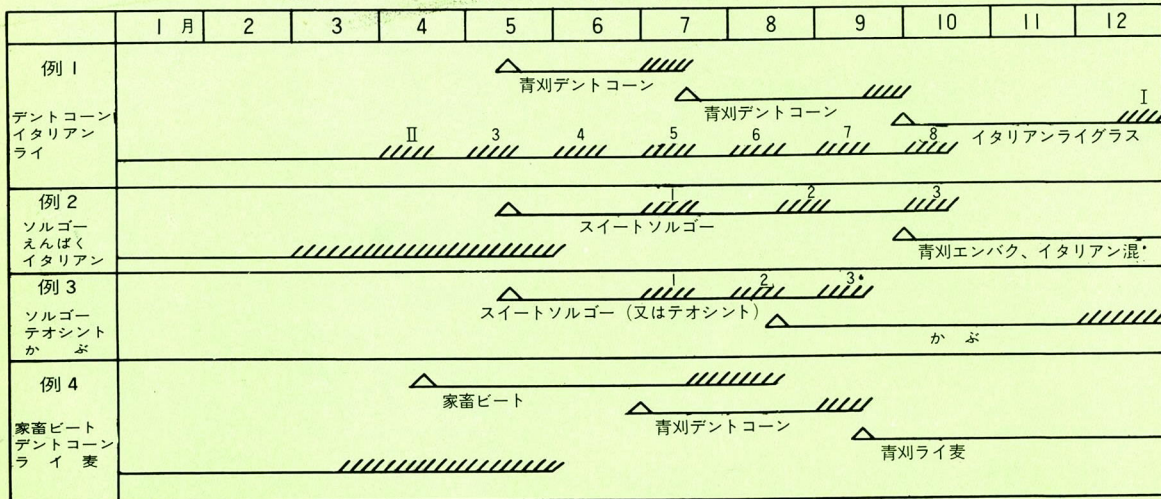 1月 2 3 4 5 6 7 8 9 10 11 12
例1
青刈デントコーン
青刈デントコーン
I
デントコーン
イタリアン
ライ
II 3 4 5 6 7 8
イタリアンライグラス
例2
1 2 3
ソルゴー
えんばく
イタリアン
スイートソルゴー
青刈エンバク、イタリアン混
例3
1 2 3
ソルゴー
テオシント
かぶ
スイートソルゴー(又はテオシント)
かぶ
例4
家畜ビート
青刈デントコーン
家畜ビート
デントコーン
ライ麦
青刈ライ麦